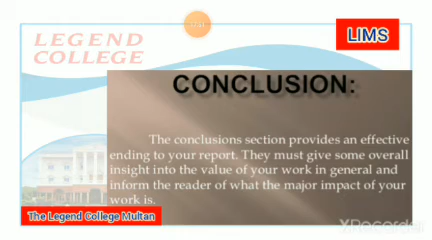 LEGEND
COLLEGE
LIMS
CONCLUSION:
The conclusions section provides an effective
ending to your report. They must give some overall
insight into the value of your work in general and
inform the reader of what the major impact of your
work is.
The Legend College Multan
XRecorder